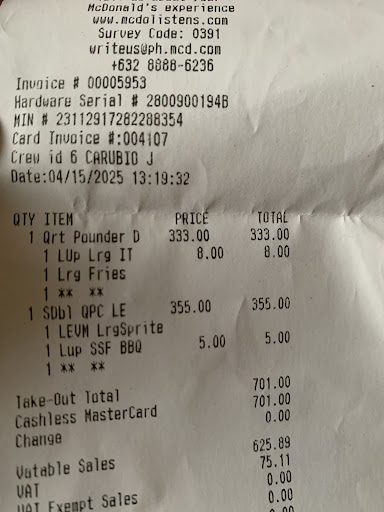 McDonald's experience
www.mcdolistens.com
Survey Code: 0391
writeus@ph.mcd.com
+632 8888-6236
Invoice # 00005953
Hardware Serial # 2800900194B
MIN # 23112917282288354
Card Invoice #:004107
Crew id 6 CARUBIO J
Date:04/15/2025 13:19:32
QTY ITEM PRICE TOTAL
1 Qrt Pounder D 333.00 333.00
1 LUp Lrg IT 8.00 8.00
1 Lrg Fries
1 ** **
1 SDbl QPC LE 355.00 355.00
1 LEVM LrgSprite
1 Lup SSF BBQ 5.00 5.00
1 ** **
Take-Out Total 701.00
Cashless MasterCard 701.00
Change 0.00
Vatable Sales 625.89
VAT 75.11
VAT Exempt Sales 0.00
0.00
0.00